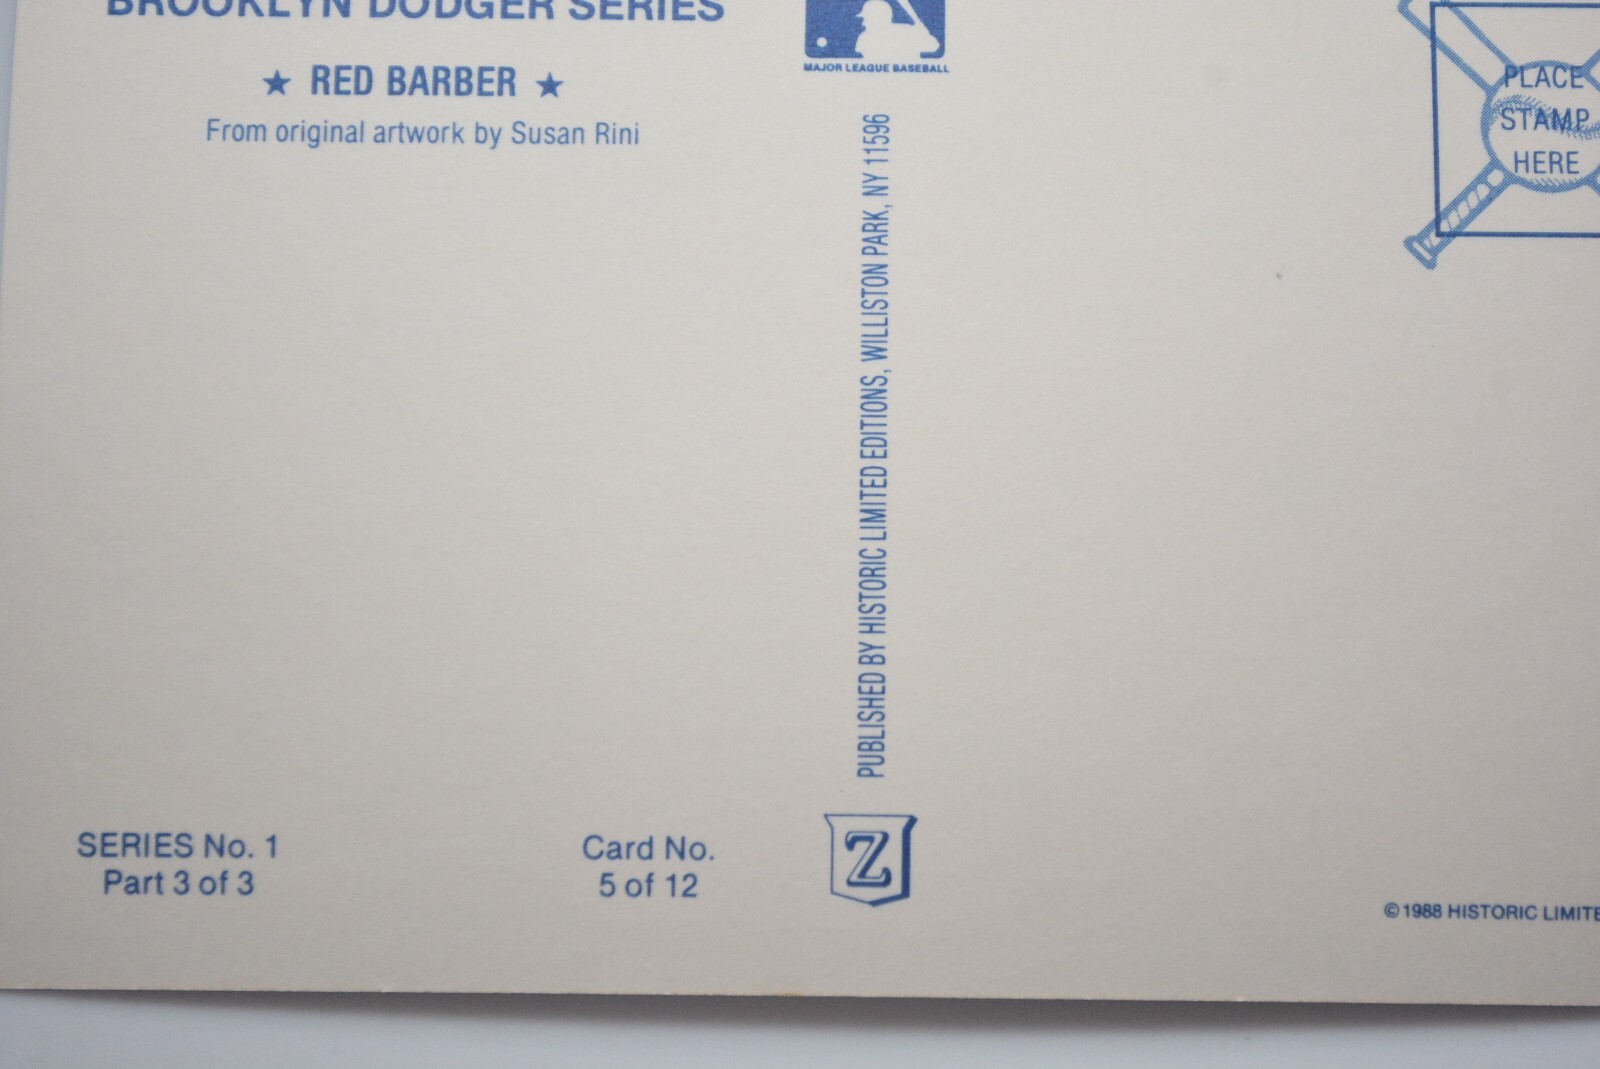 BROOKLYN DODGER SERIES
★ RED BARBER ★
From original artwork by Susan Rini
MAJOR LEAGUE BASEBALL
PUBLISHED BY HISTORIC LIMITED EDITIONS, WILLISTON PARK, NY 11596
PLACE
STAMP
HERE
SERIES No. 1
Part 3 of 3
Card No.
5 of 12
Z
© 1988 HISTORIC LIMITE